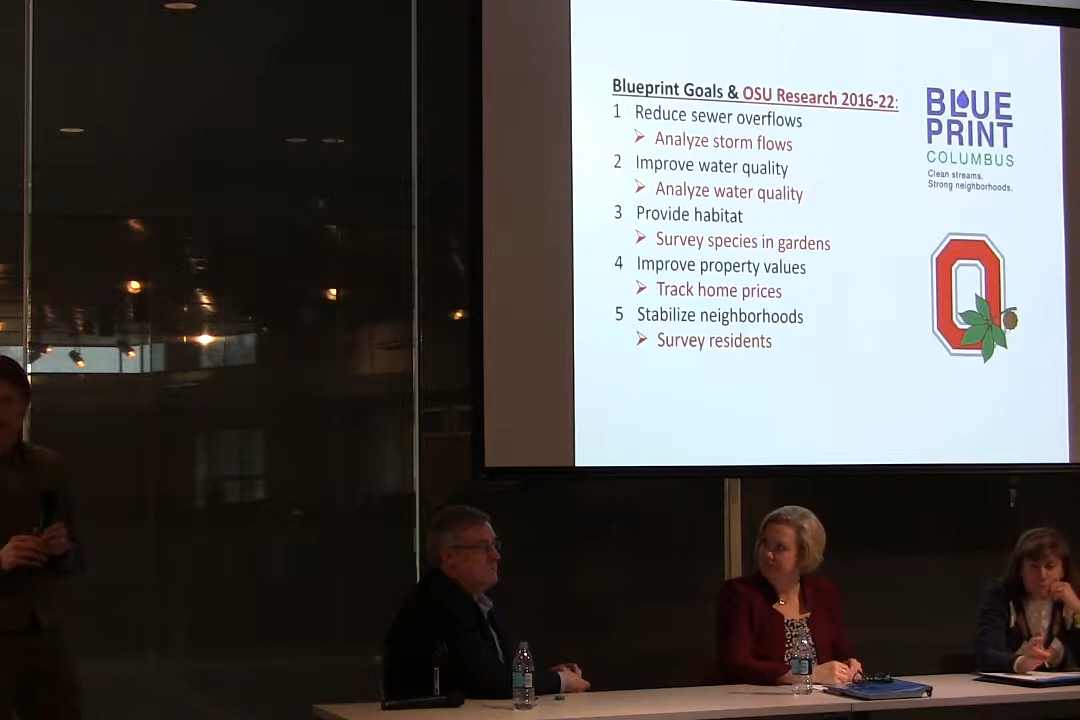 Blueprint Goals & OSU Research 2016-22:
1 Reduce sewer overflows
➢ Analyze storm flows
2 Improve water quality
➢ Analyze water quality
3 Provide habitat
➢ Survey species in gardens
4 Improve property values
➢ Track home prices
5 Stabilize neighborhoods
➢ Survey residents
BLUE
PRINT
COLUMBUS
Clean streams.
Strong neighborhoods.
O